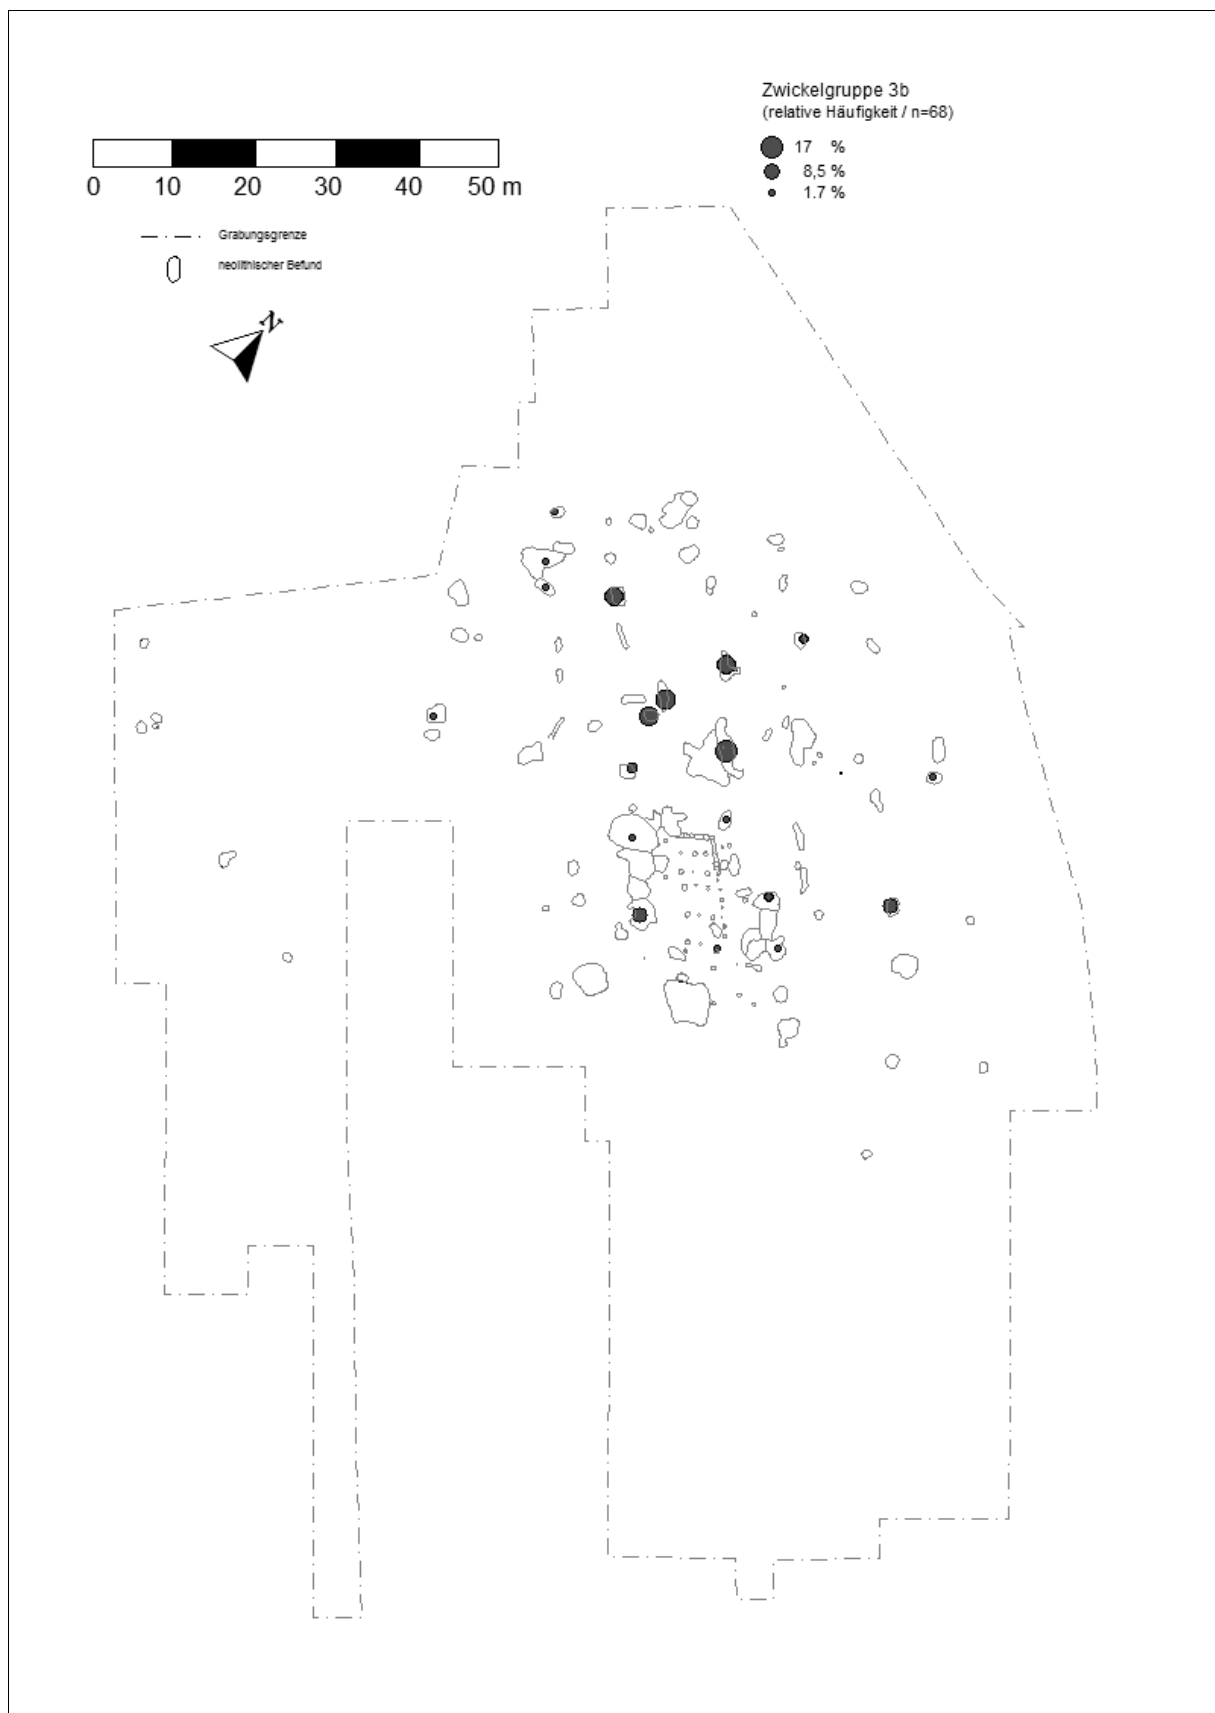 Zwickelgruppe 3b
(relative Häufigkeit / n=68)
17 %
8,5 %
1.7 %
0 10 20 30 40 50 m
Grabungsgrenze
neolithischer Befund
N